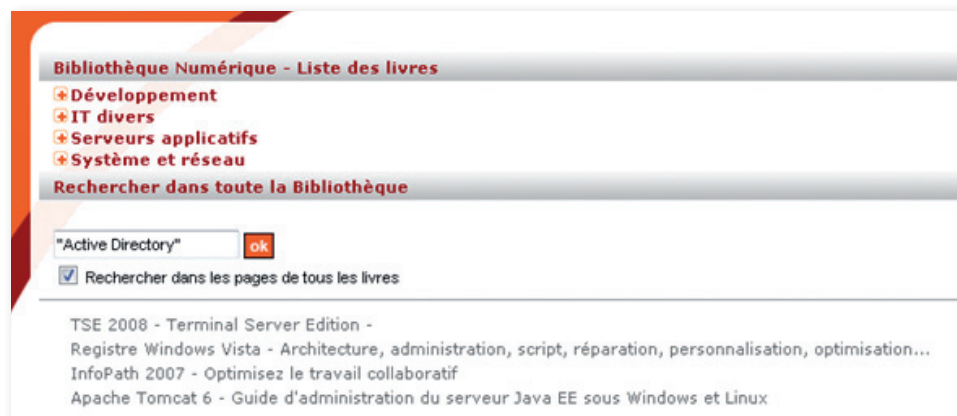 Bibliothèque Numérique - Liste des livres
Développement
IT divers
Serveurs applicatifs
Système et réseau
Rechercher dans toute la Bibliothèque
"Active Directory" ok
Rechercher dans les pages de tous les livres
TSE 2008 - Terminal Server Edition -
Registre Windows Vista - Architecture, administration, script, réparation, personnalisation, optimisation...
InfoPath 2007 - Optimisez le travail collaboratif
Apache Tomcat 6 - Guide d'administration du serveur Java EE sous Windows et Linux